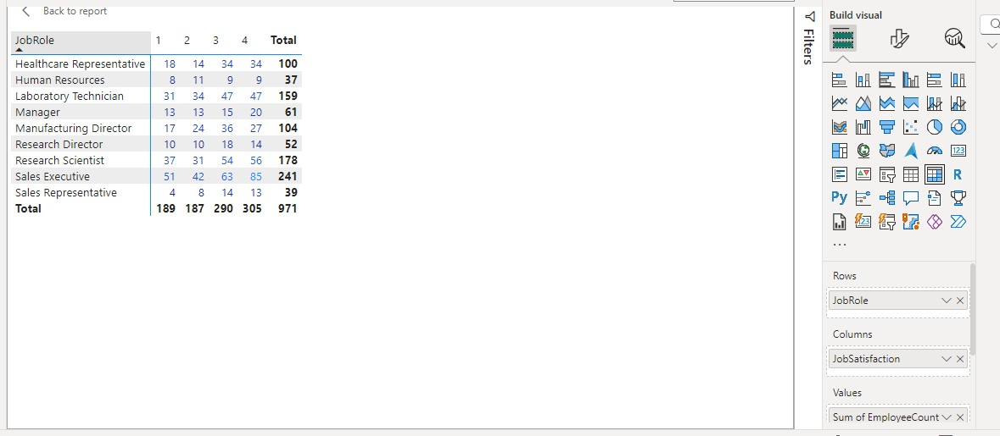 Back to report
JobRole 1 2 3 4 Total
Healthcare Representative 18 14 34 34 100
Human Resources 8 11 9 9 37
Laboratory Technician 31 34 47 47 159
Manager 13 13 15 20 61
Manufacturing Director 17 24 36 27 104
Research Director 10 10 18 14 52
Research Scientist 37 31 54 56 178
Sales Executive 51 42 63 85 241
Sales Representative 4 8 14 13 39
Total 189 187 290 305 971
Filters
Build visual
123
R
Py
123
...
Rows
JobRole
Columns
JobSatisfaction
Values
Sum of EmployeeCount